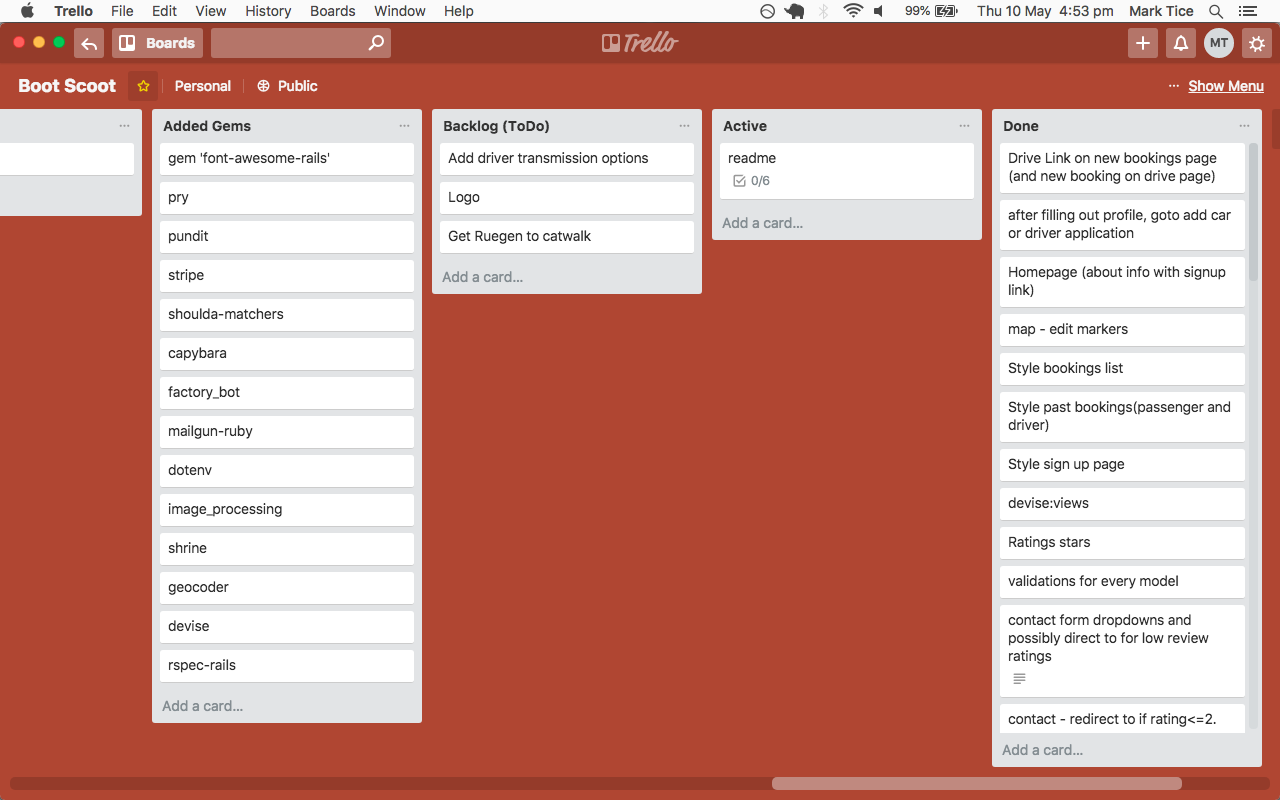 Trello File Edit View History Boards Window Help 99% Thu 10 May 4:53 pm Mark Tice
Boards Trello MT
Boot Scoot Personal Public ... Show Menu
Added Gems
gem 'font-awesome-rails'
pry
pundit
stripe
shoulda-matchers
capybara
factory_bot
mailgun-ruby
dotenv
image_processing
shrine
geocoder
devise
rspec-rails
Add a card...
Backlog (ToDo)
Add driver transmission options
Logo
Get Ruegen to catwalk
Add a card...
Active
readme
0/6
Add a card...
Done
Drive Link on new bookings page
(and new booking on drive page)
after filling out profile, goto add car
or driver application
Homepage (about info with signup
link)
map - edit markers
Style bookings list
Style past bookings(passenger and
driver)
Style sign up page
devise:views
Ratings stars
validations for every model
contact form dropdowns and
possibly direct to for low review
ratings
contact - redirect to if rating<=2.
Add a card...